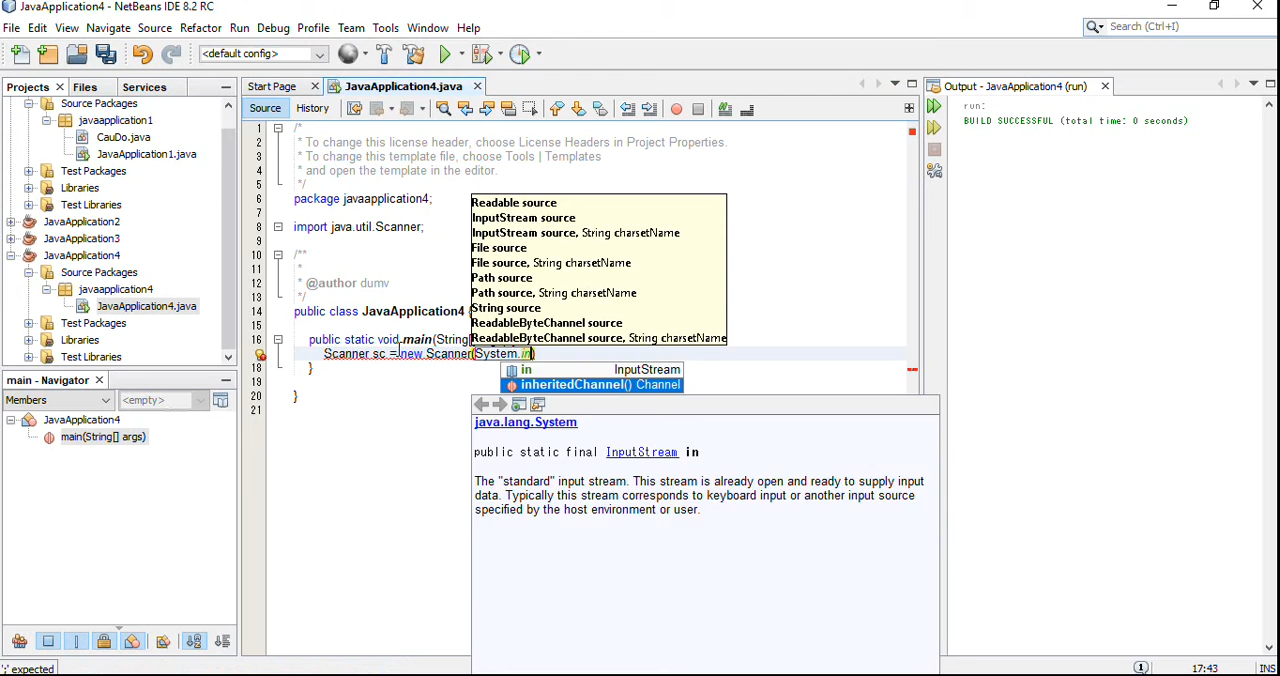 JavaApplication4 - NetBeans IDE 8.2 RC
File Edit View Navigate Source Refactor Run Debug Profile Team Tools Window Help
Search (Ctrl+I)
<default config>
Projects Files Services
Source Packages
javaapplication1
CauDo.java
JavaApplication1.java
Test Packages
Libraries
Test Libraries
JavaApplication2
JavaApplication3
JavaApplication4
Source Packages
javaapplication4
JavaApplication4.java
Test Packages
Libraries
Test Libraries
main - Navigator
Members <empty>
JavaApplication4
main(String[] args)
Start Page JavaApplication4.java
Source History
1 /*
2 * To change this license header, choose License Headers in Project Properties.
3 * To change this template file, choose Tools | Templates
4 * and open the template in the editor.
5 */
6 package javaapplication4;
7
8 import java.util.Scanner;
9
10 /**
11 *
12 * @author dumv
13 */
14 public class JavaApplication4
15
16 public static void main(String
Scanner sc = new Scanner(System.in)
18 }
19
20 }
21
Readable source
InputStream source
InputStream source, String charsetName
File source
File source, String charsetName
Path source
Path source, String charsetName
String source
ReadableByteChannel source
ReadableByteChannel source, String charsetName
in InputStream
inheritedChannel() Channel
java.lang.System
public static final InputStream in
The "standard" input stream. This stream is already open and ready to supply input
data. Typically this stream corresponds to keyboard input or another input source
specified by the host environment or user.
Output - JavaApplication4 (run)
run:
BUILD SUCCESSFUL (total time: 0 seconds)
';' expected
1 17:43 INS